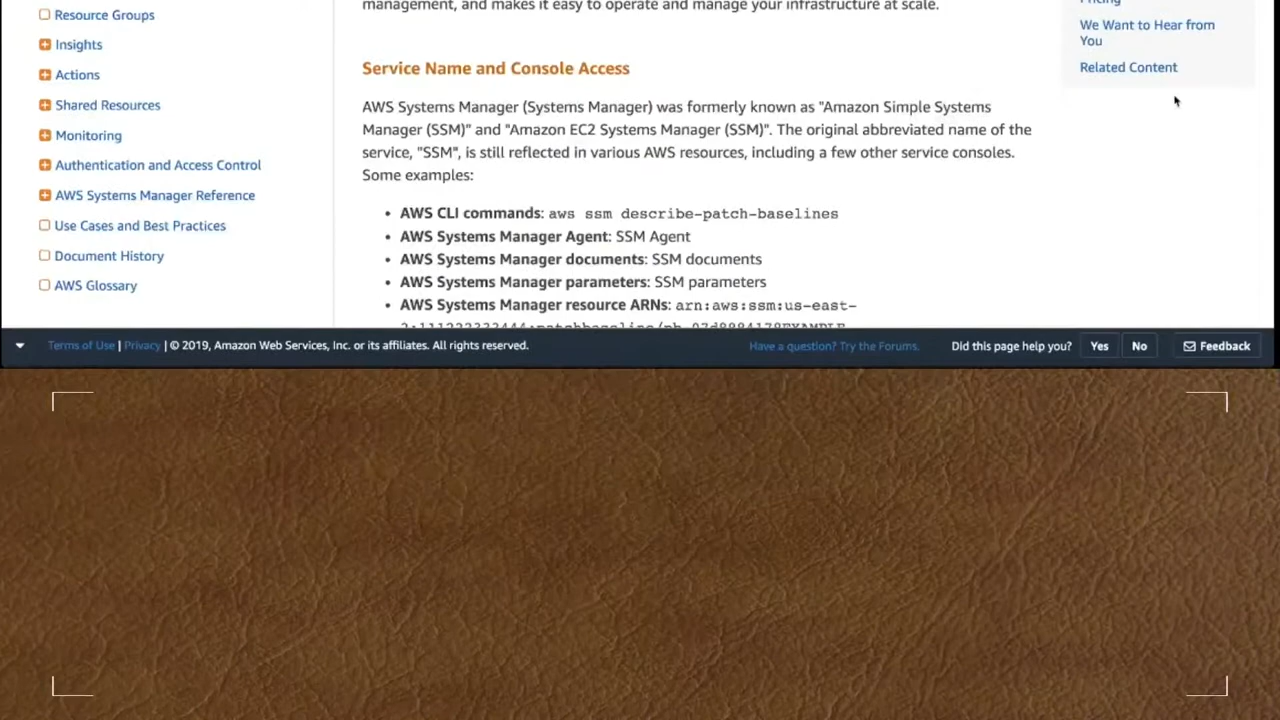 Resource Groups
Insights
Actions
Shared Resources
Monitoring
Authentication and Access Control
AWS Systems Manager Reference
Use Cases and Best Practices
Document History
AWS Glossary
management, and makes it easy to operate and manage your infrastructure at scale.
Service Name and Console Access
AWS Systems Manager (Systems Manager) was formerly known as "Amazon Simple Systems
Manager (SSM)" and "Amazon EC2 Systems Manager (SSM)". The original abbreviated name of the
service, "SSM", is still reflected in various AWS resources, including a few other service consoles.
Some examples:
• AWS CLI commands: aws ssm describe-patch-baselines
• AWS Systems Manager Agent: SSM Agent
• AWS Systems Manager documents: SSM documents
• AWS Systems Manager parameters: SSM parameters
• AWS Systems Manager resource ARNs: arn:aws:ssm:us-east-
Pricing
We Want to Hear from
You
Related Content
Terms of Use | Privacy | © 2019, Amazon Web Services, Inc. or its affiliates. All rights reserved.
Have a question? Try the Forums.
Did this page help you?
Yes
No
Feedback